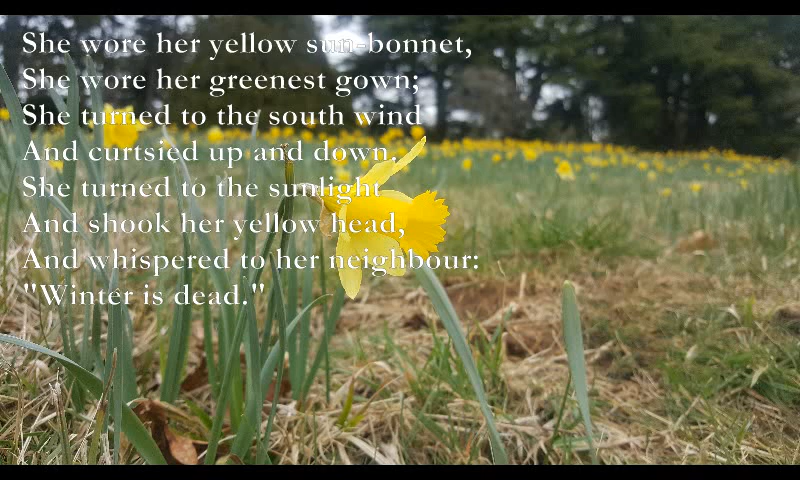 She wore her yellow sun-bonnet,
She wore her greenest gown;
She turned to the south wind
And curtsied up and down.
She turned to the sunlight
And shook her yellow head,
And whispered to her neighbour:
"Winter is dead."